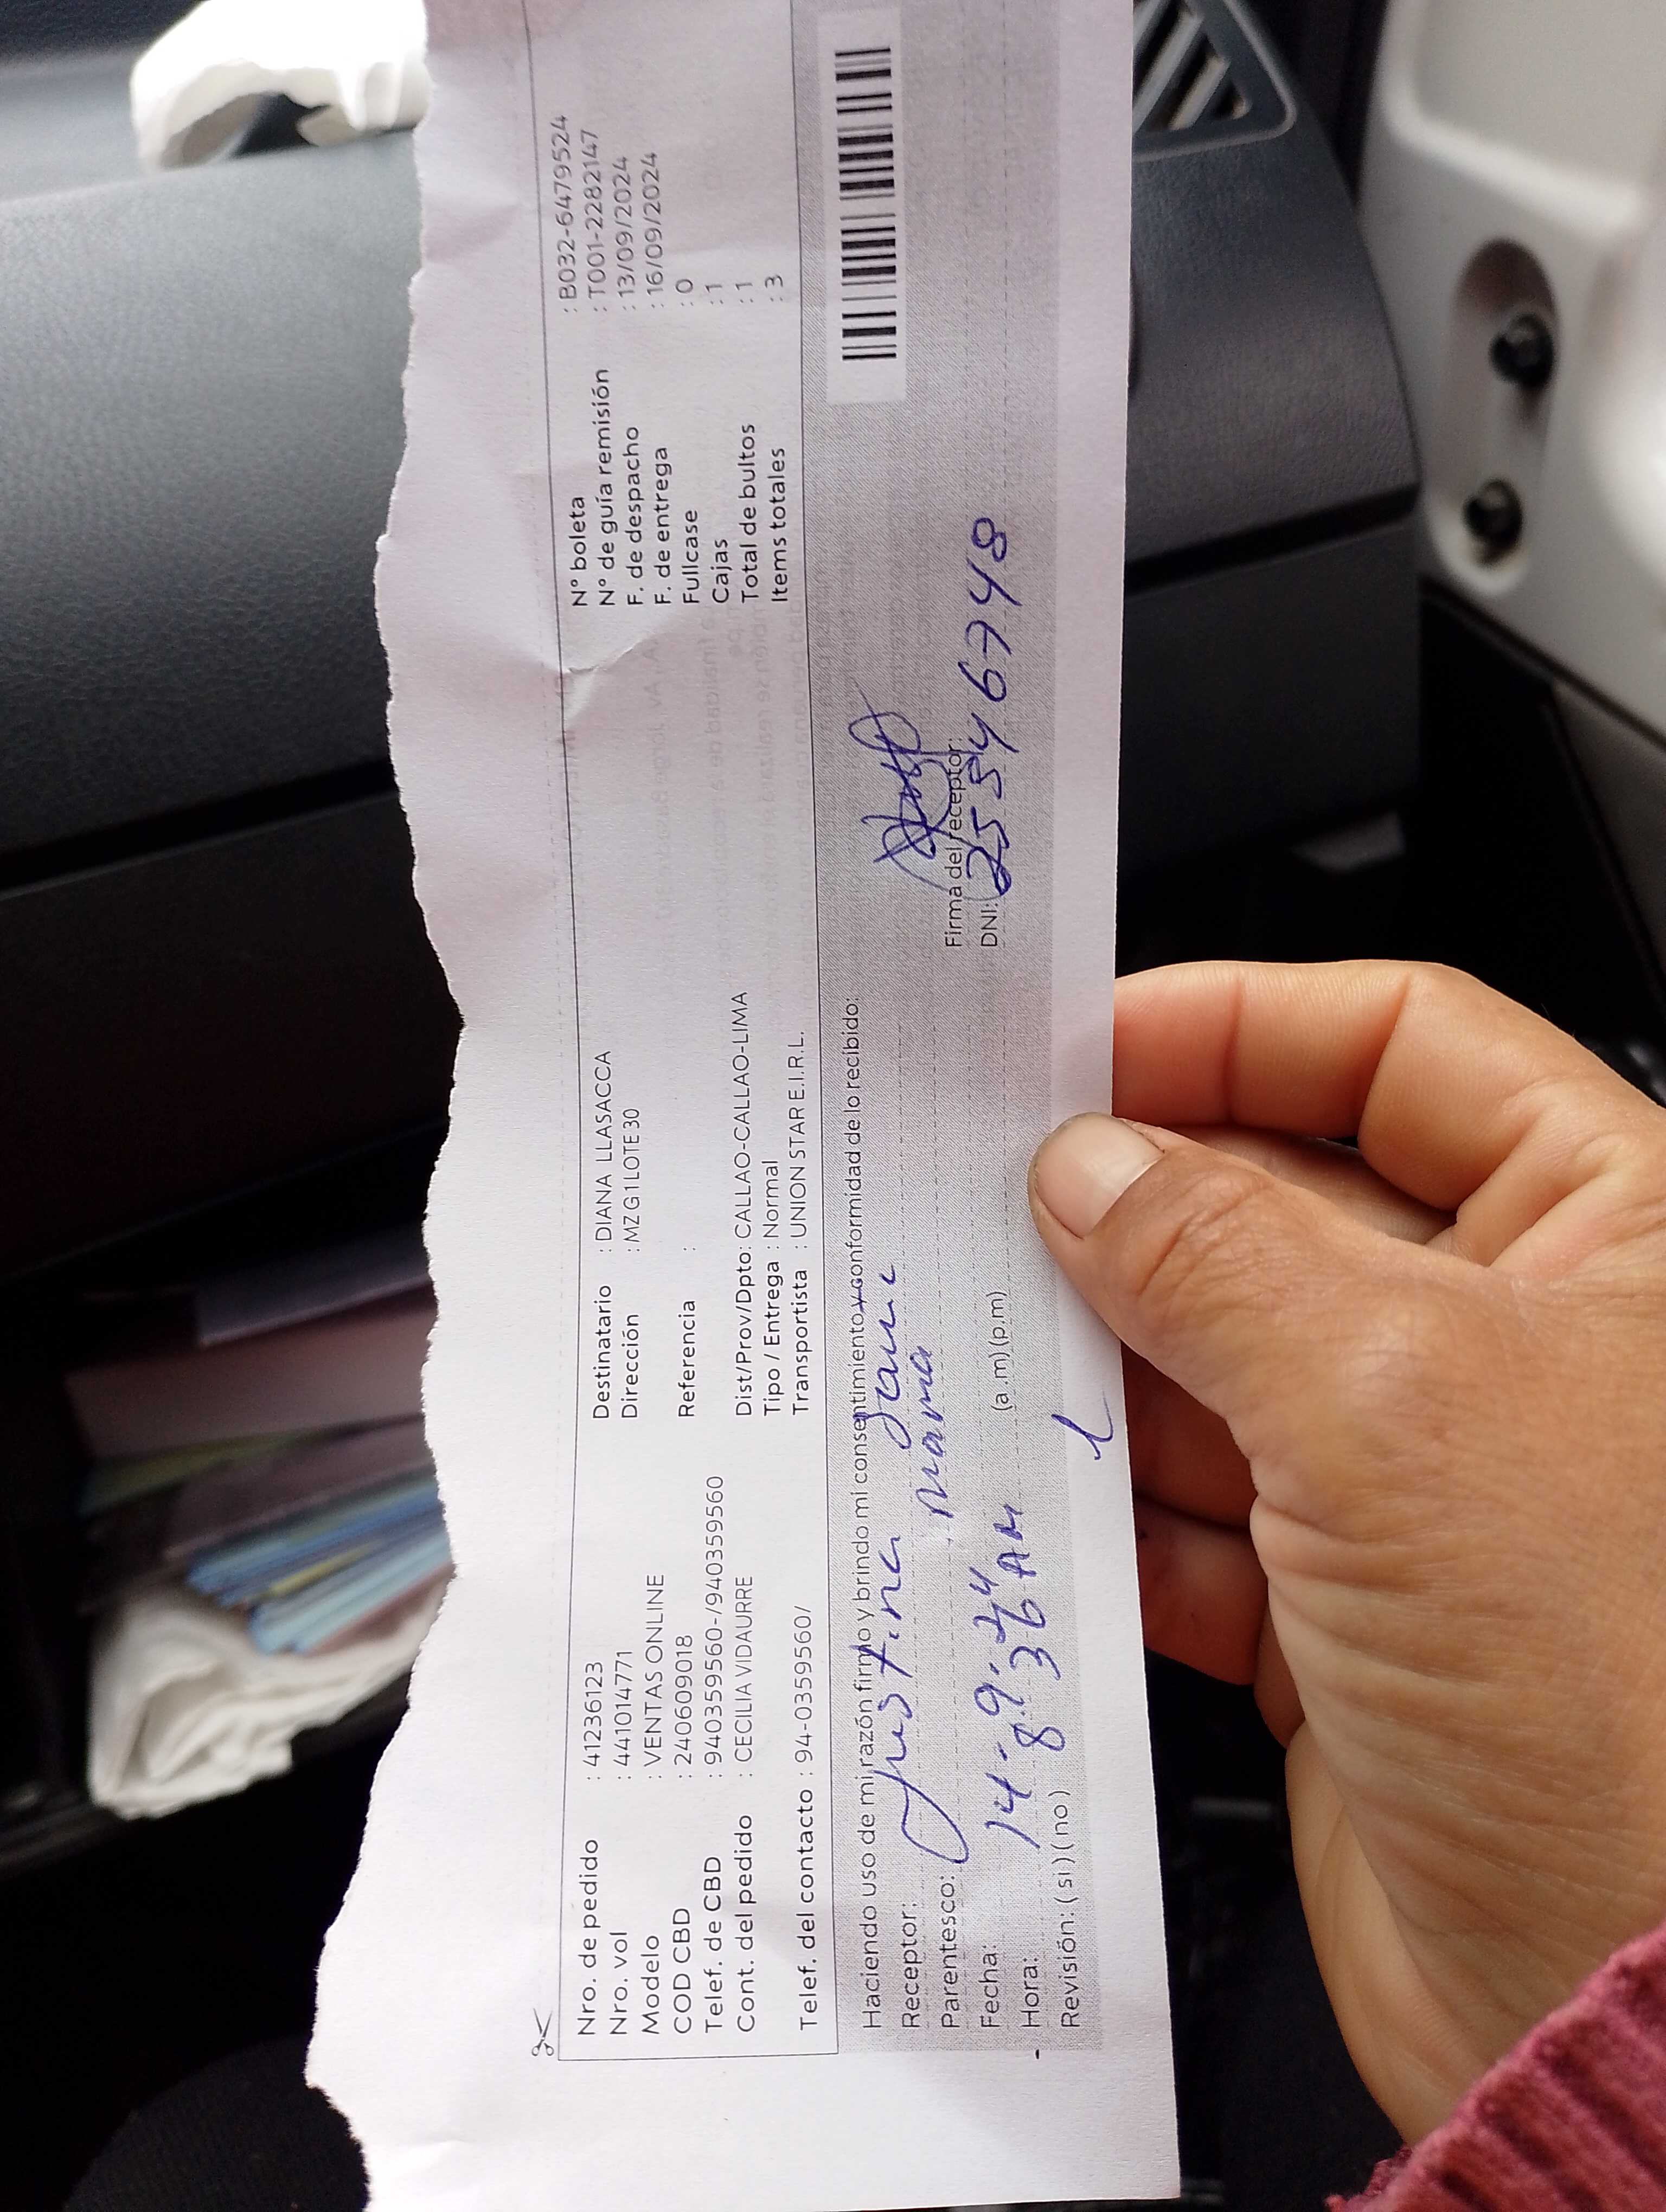 Nro. de pedido : 41236123
Nro. vol : 441014771
Modelo : VENTAS ONLINE
COD CBD : 240609018
Telef. de CBD : 940359560-/940359560
Cont. del pedido : CECILIA VIDAURRE
Telef. del contacto : 94-0359560/
Destinatario : DIANA LLASACCA
Dirección : MZ G1 LOTE 30
Referencia :
Dist/Prov/Dpto: CALLAO-CALLAO-LIMA
Tipo / Entrega : Normal
Transportista : UNION STAR E.I.R.L.
N° boleta : B032-6479524
N° de guía remisión : T001-2282147
F. de despacho : 13/09/2024
F. de entrega : 16/09/2024
Fullcase : 0
Cajas : 1
Total de bultos : 1
Items totales : 3
Haciendo uso de mi razón firmo y brindo mi consentimiento y conformidad de lo recibido:
Receptor: Justina
Parentesco: mama
Fecha: 14-9-24
Hora: 8:36 AM (a.m)(p.m)
Revisión: (si)(no)
Firma del receptor:
DNI: 25546748